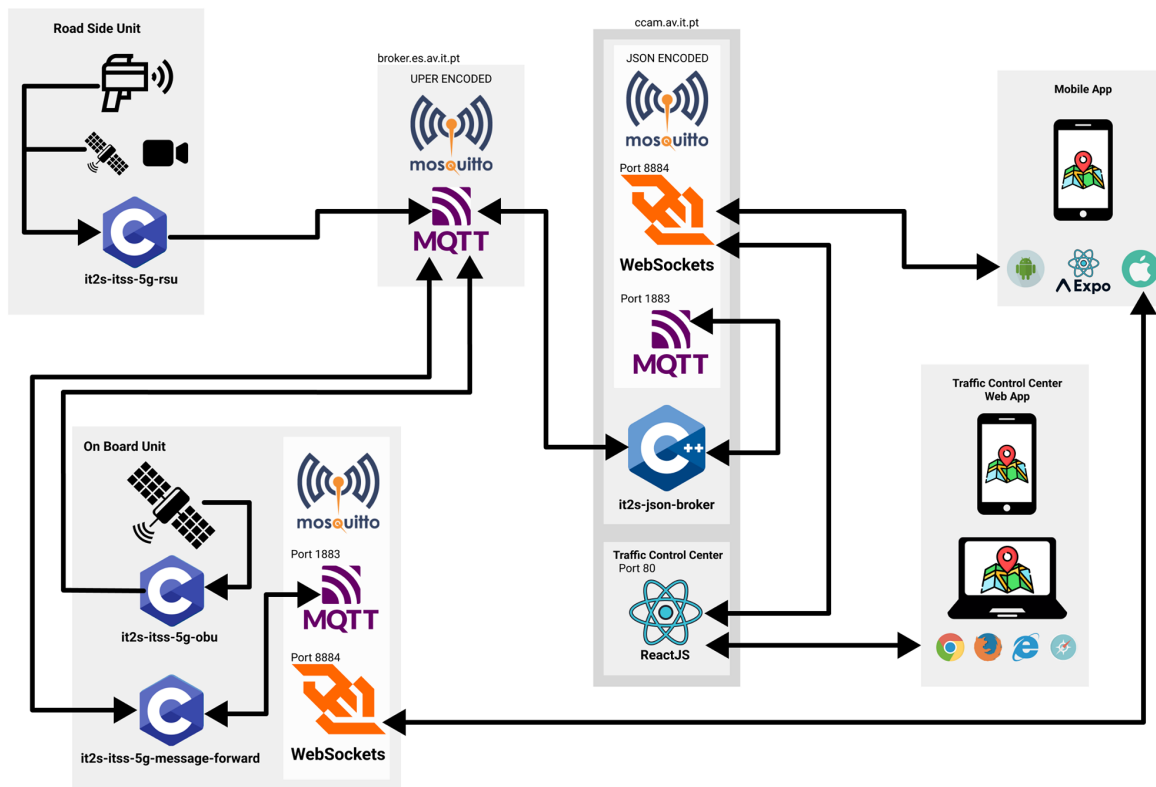 Road Side Unit
it2s-itss-5g-rsu
broker.es.av.it.pt
UPER ENCODED
mosquitto
MQTT
ccam.av.it.pt
JSON ENCODED
mosquitto
Port 8884
WebSockets
Port 1883
MQTT
C++
it2s-json-broker
Traffic Control Center
Port 80
ReactJS
Mobile App
Expo
Traffic Control Center
Web App
On Board Unit
C
it2s-itss-5g-obu
C
it2s-itss-5g-message-forward
mosquitto
Port 1883
MQTT
Port 8884
WebSockets